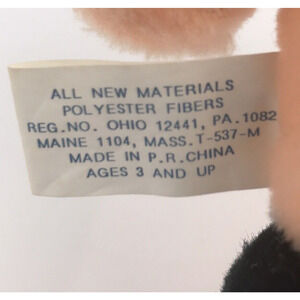 ALL NEW MATERIALS
POLYESTER FIBERS
REG.NO. OHIO 12441, PA.1082
MAINE 1104, MASS.T-537-M
MADE IN P.R.CHINA
AGES 3 AND UP